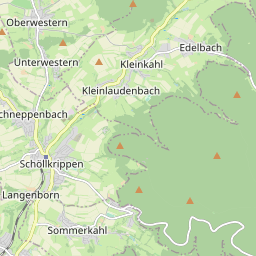 Oberwestern
Edelbach
Unterwestern
Kleinkahl
Kleinlaudenbach
chneppenbach
Schöllkrippen
Langenborn
Sommerkahl